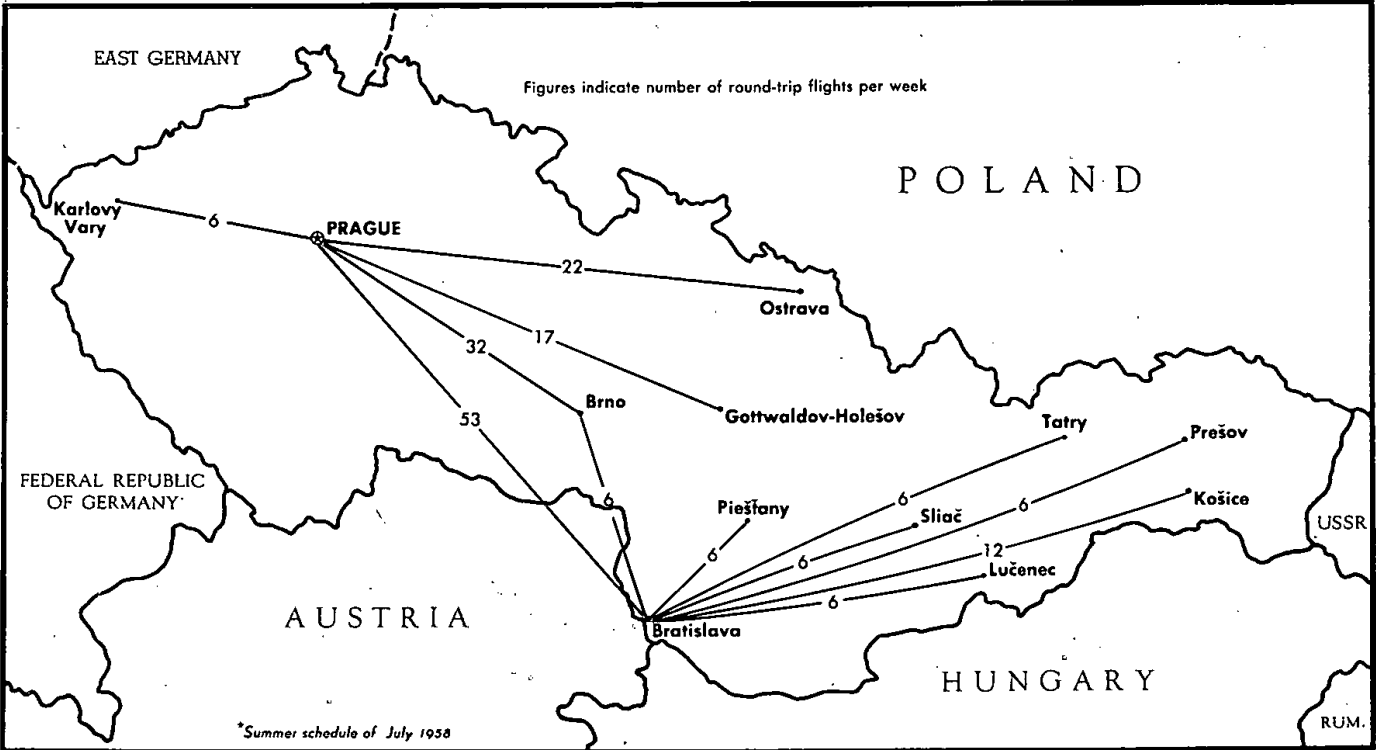 EAST GERMANY
Figures indicate number of round-trip flights per week
POLAND
Karlovy
Vary
6
PRAGUE
22
Ostrava
17
32
Brno
53
Gottwaldov-Holešov
Tatry
Prešov
FEDERAL REPUBLIC
OF GERMANY
6
Piešťany
6
Sliač
6
Košice
USSR
6
6
12
Lučenec
6
AUSTRIA
Bratislava
HUNGARY
*Summer schedule of July 1958
RUM.